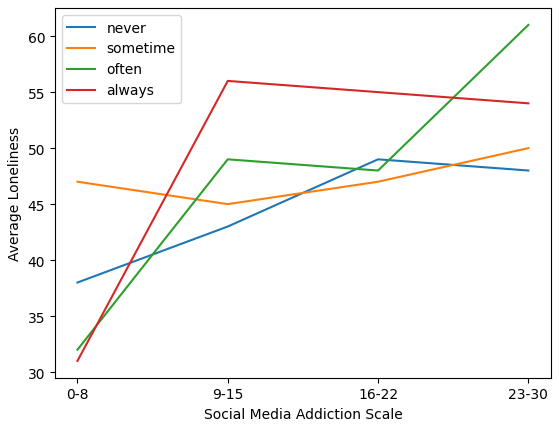 never
sometime
often
always
60
55
50
45
40
35
30
Average Loneliness
0-8
9-15
16-22
23-30
Social Media Addiction Scale